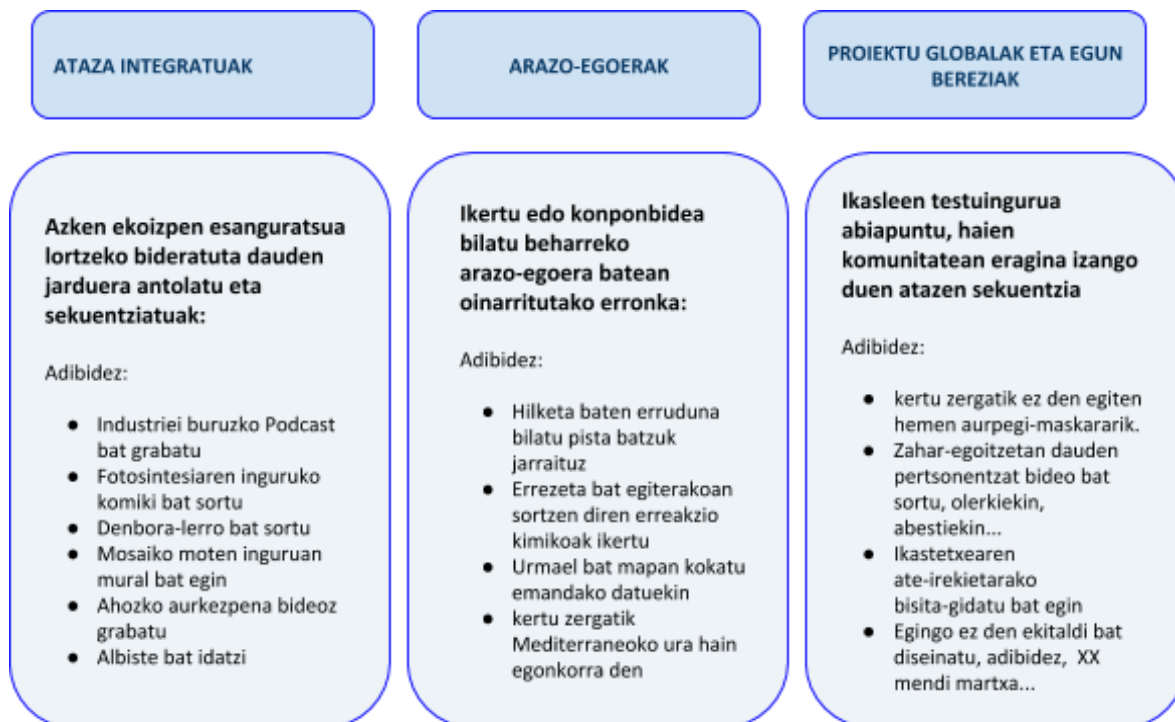 ATAZA INTEGRATUAK
ARAZO-EGOERAK
PROIEKTU GLOBALAK ETA EGUN
BEREZIAK
Azken ekoizpen esanguratsua
lortzeko bideratuta dauden
jarduera antolatu eta
sekuentziatuak:
Adibidez:
● Industriei buruzko Podcast
bat grabatu
● Fotosintesiaren inguruko
komiki bat sortu
● Denbora-lerro bat sortu
● Mosaiko moten inguruan
mural bat egin
● Ahozko aurkezpena bideoz
grabatu
● Albiste bat idatzi
Ikertu edo konponbidea
bilatu beharreko
arazo-egoera batean
oinarritutako erronka:
Adibidez:
● Hilketa baten erruduna
bilatu pista batzuk
jarraituz
● Errezeta bat egiterakoan
sortzen diren erreakzio
kimikoak ikertu
● Urmael bat mapan kokatu
emandako datuekin
● kertu zergatik
Mediterraneoko ura hain
egonkorra den
Ikasleen testuingurua
abiapuntu, haien
komunitatean eragina izango
duen atazen sekuentzia
Adibidez:
● kertu zergatik ez den egiten
hemen aurpegi-maskararik.
● Zahar-egoitzetan dauden
pertsonentzat bideo bat
sortu, olerkiekin,
abestiekin...
● Ikastetxearen
ate-irekietarako
bisita-gidatu bat egin
● Egingo ez den ekitaldi bat
diseinatu, adibidez, XX
mendi martxa...